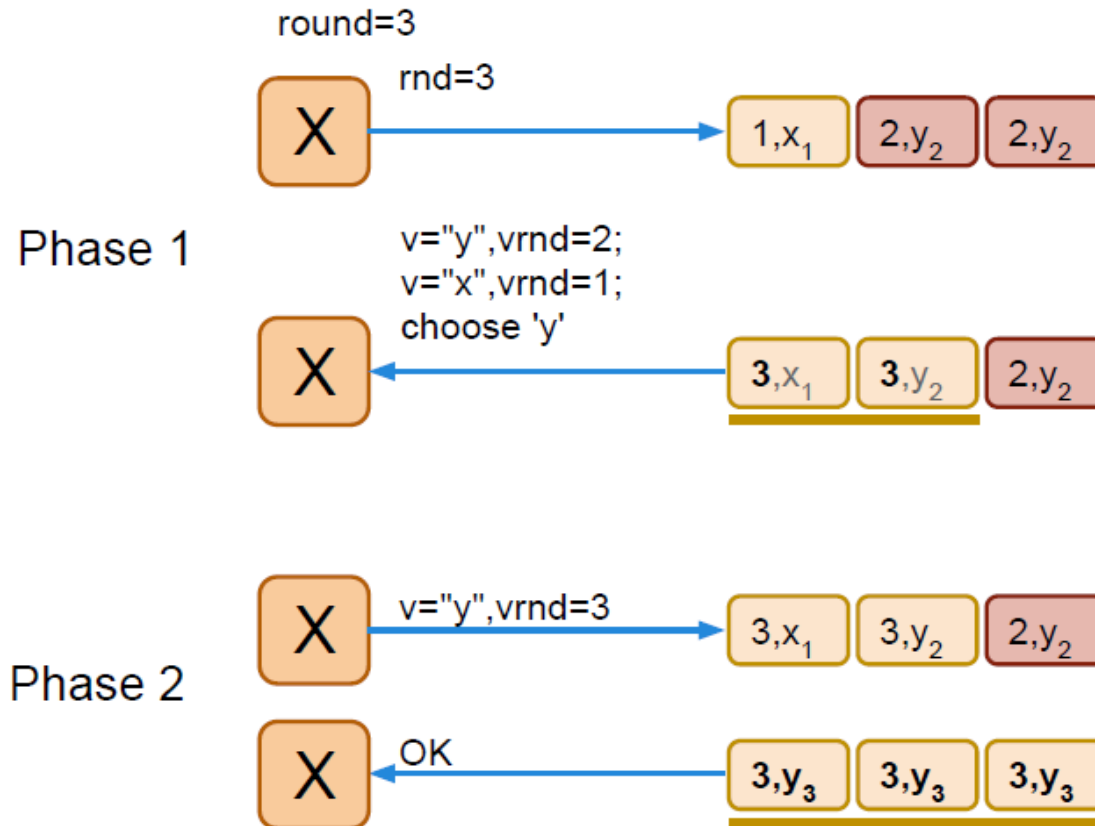 round=3
rnd=3
X
1,x₁ 2,y₂ 2,y₂
Phase 1
v="y",vrnd=2;
v="x",vrnd=1;
choose 'y'
X
3,x₁ 3,y₂ 2,y₂
v="y",vrnd=3
X
3,x₁ 3,y₂ 2,y₂
Phase 2
OK
X
3,y₃ 3,y₃ 3,y₃